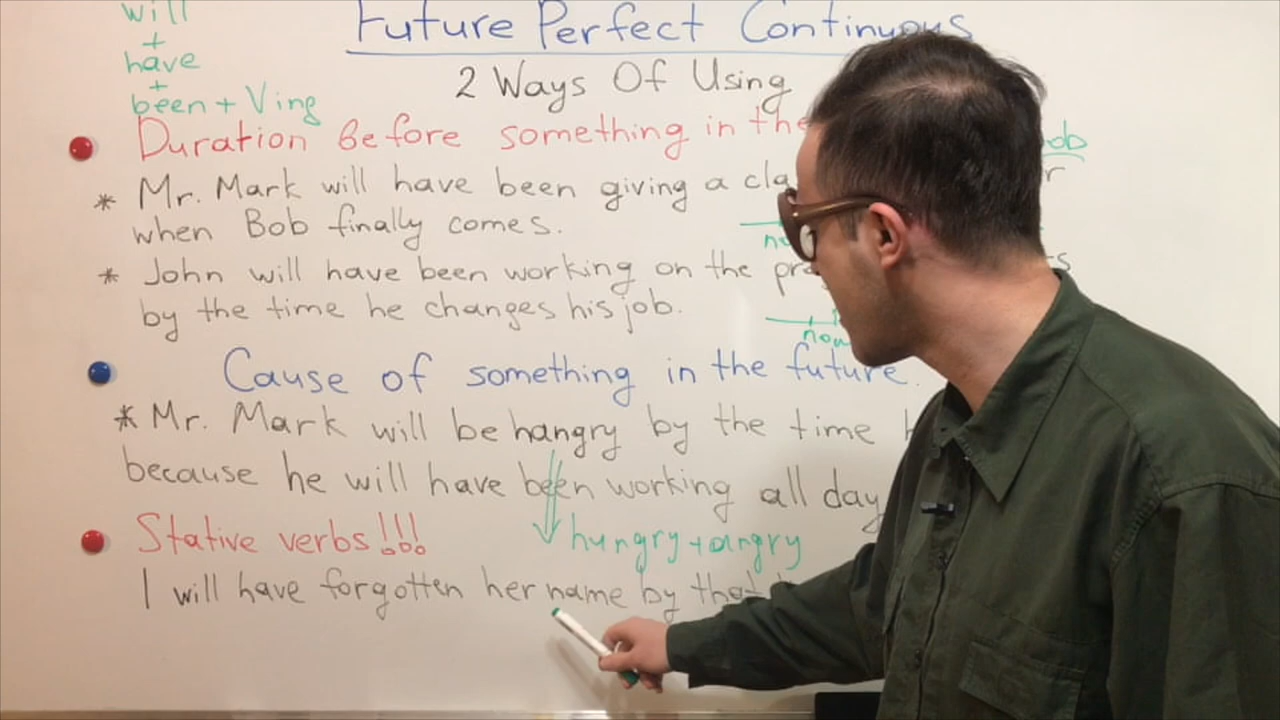 will
+
have
+
been + Ving
Future Perfect Continuous
2 Ways Of Using
Duration before something in the
* Mr. Mark will have been giving a
when Bob finally comes.
* John will have been working on the
by the time he changes his job.
now
Cause of something in the future.
* Mr. Mark will be hangry by the time
because he will have been working all day
hungry + angry
Stative verbs!!!
I will have forgotten her name by that